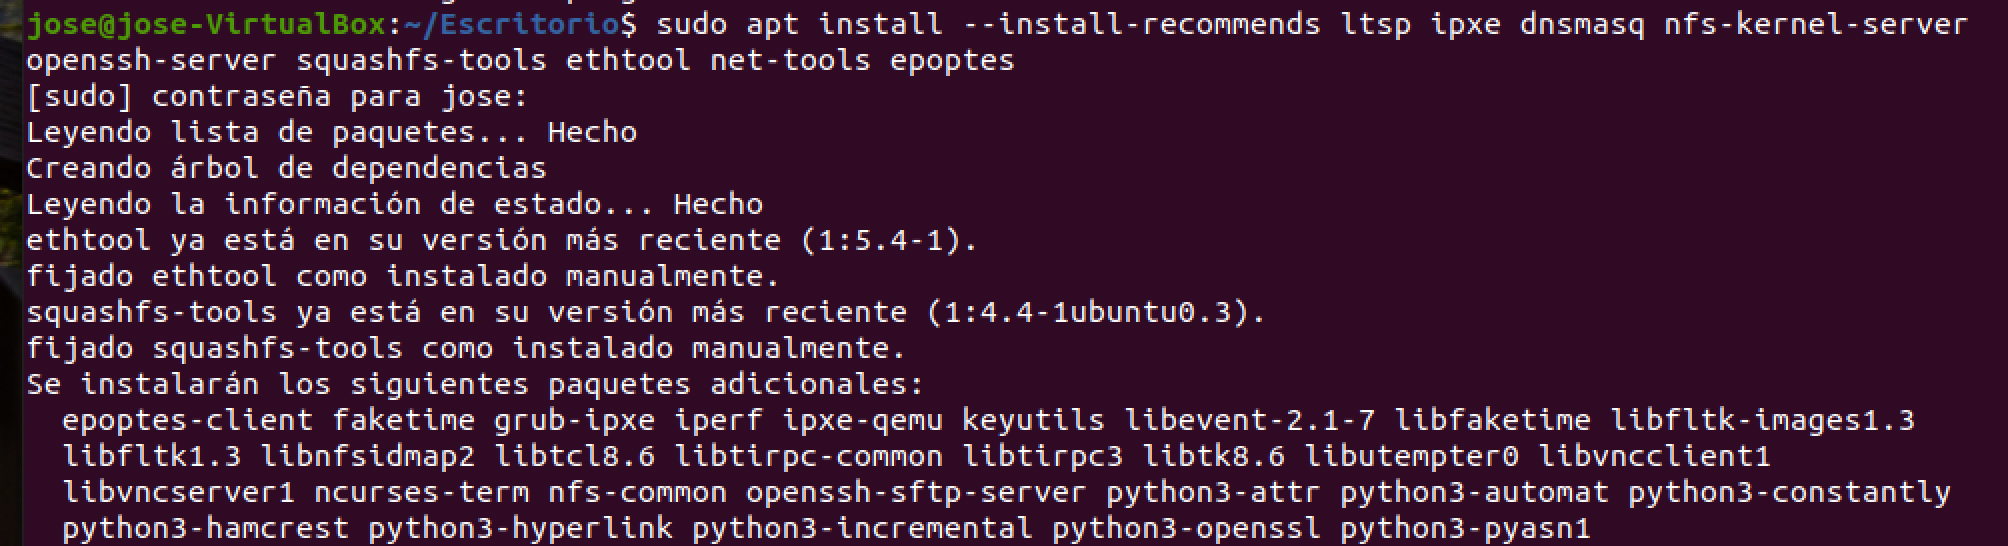 jose@jose-VirtualBox:~/Escritorio$ sudo apt install --install-recommends ltsp ipxe dnsmasq nfs-kernel-server
openssh-server squashfs-tools ethtool net-tools epoptes
[sudo] contraseña para jose:
Leyendo lista de paquetes... Hecho
Creando árbol de dependencias
Leyendo la información de estado... Hecho
ethtool ya está en su versión más reciente (1:5.4-1).
fijado ethtool como instalado manualmente.
squashfs-tools ya está en su versión más reciente (1:4.4-1ubuntu0.3).
fijado squashfs-tools como instalado manualmente.
Se instalarán los siguientes paquetes adicionales:
  epoptes-client faketime grub-ipxe iperf ipxe-qemu keyutils libevent-2.1-7 libfaketime libfltk-images1.3
  libfltk1.3 libnfsidmap2 libtcl8.6 libtirpc-common libtirpc3 libtk8.6 libutempter0 libvncclient1
  libvncserver1 ncurses-term nfs-common openssh-sftp-server python3-attr python3-automat python3-constantly
  python3-hamcrest python3-hyperlink python3-incremental python3-openssl python3-pyasn1